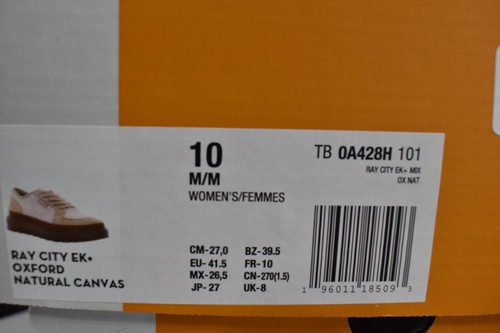 10
M/M
WOMEN'S/FEMMES
TB 0A428H 101
RAY CITY EK+ MIX
OX NAT
RAY CITY EK+
OXFORD
NATURAL CANVAS
CM-27,0 BZ-39.5
EU- 41.5 FR-10
MX-26,5 CN-270(1.5)
JP- 27 UK-8
1 96011 18509 3